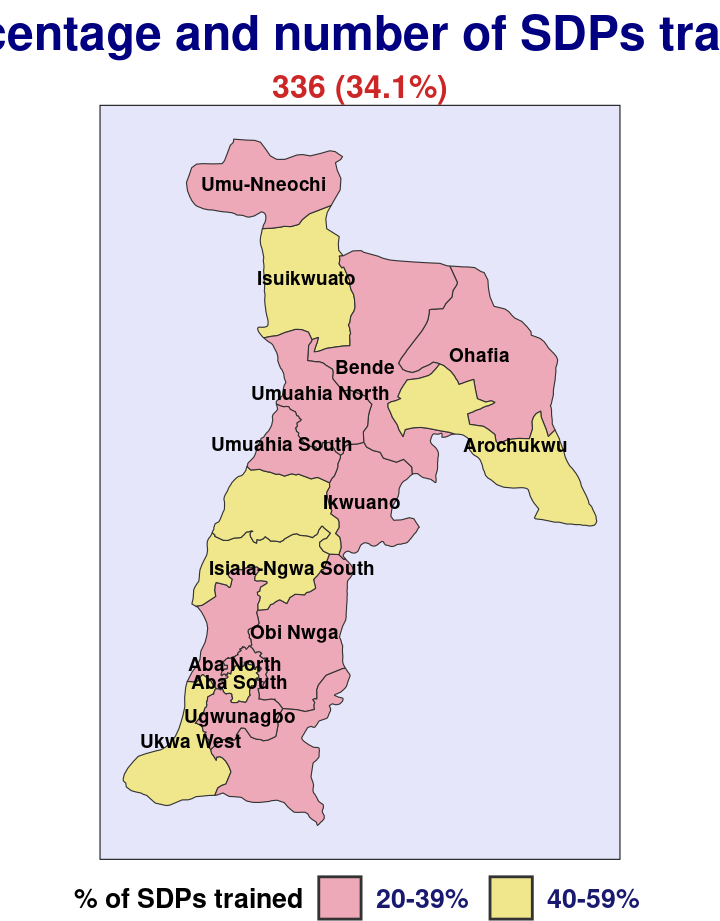 centage and number of SDPs tra
336 (34.1%)
Umu-Nneochi
Isuikwuato
Ohafia
Bende
Umuahia North
Umuahia South
Arochukwu
Ikwuano
Isiala-Ngwa South
Obi Nwga
Aba North
Aba South
Ugwunagbo
Ukwa West
% of SDPs trained 20-39% 40-59%